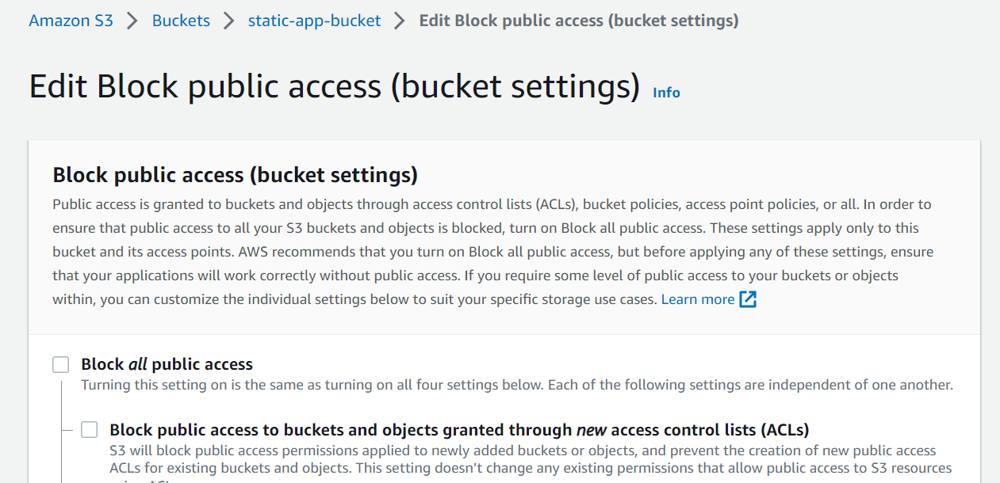 Amazon S3 > Buckets > static-app-bucket > Edit Block public access (bucket settings)
Edit Block public access (bucket settings) Info
Block public access (bucket settings)
Public access is granted to buckets and objects through access control lists (ACLs), bucket policies, access point policies, or all. In order to
ensure that public access to all your S3 buckets and objects is blocked, turn on Block all public access. These settings apply only to this
bucket and its access points. AWS recommends that you turn on Block all public access, but before applying any of these settings, ensure
that your applications will work correctly without public access. If you require some level of public access to your buckets or objects
within, you can customize the individual settings below to suit your specific storage use cases. Learn more
Block all public access
Turning this setting on is the same as turning on all four settings below. Each of the following settings are independent of one another.
Block public access to buckets and objects granted through new access control lists (ACLs)
S3 will block public access permissions applied to newly added buckets or objects, and prevent the creation of new public access
ACLs for existing buckets and objects. This setting doesn’t change any existing permissions that allow public access to S3 resources